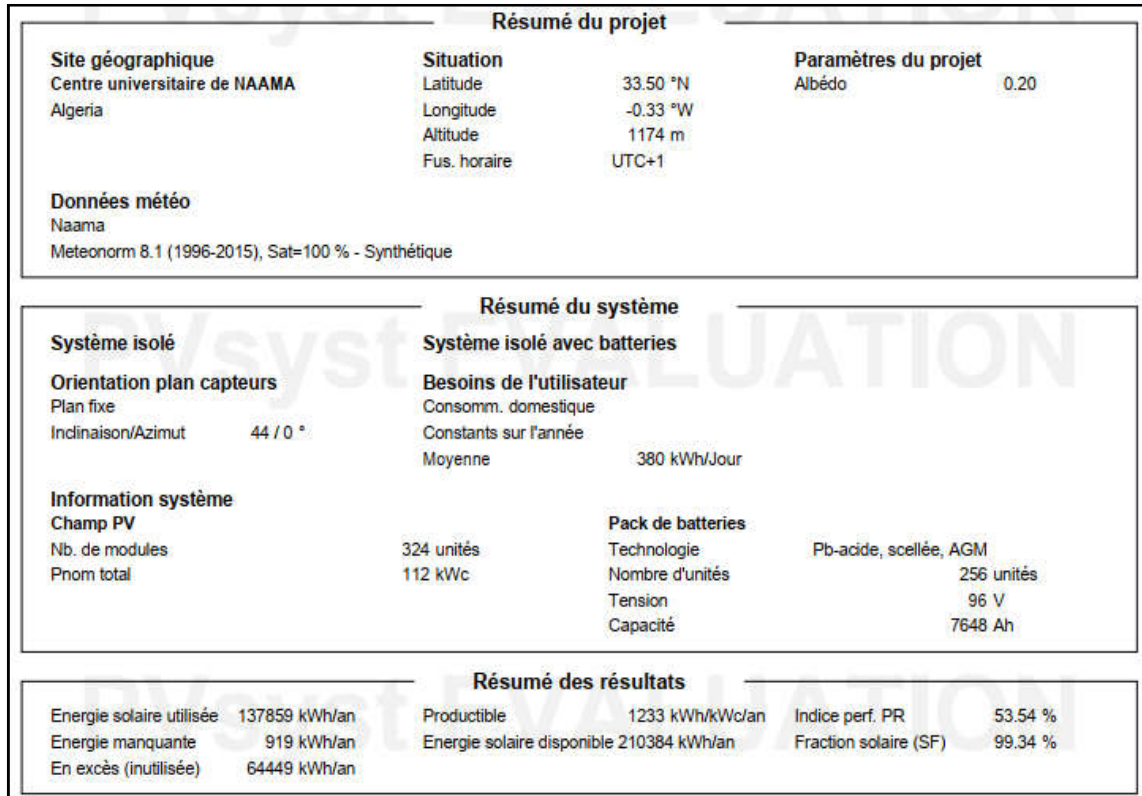 Résumé du projet
Site géographique
Centre universitaire de NAAMA
Algeria
Situation
Latitude 33.50 °N
Longitude -0.33 °W
Altitude 1174 m
Fus. horaire UTC+1
Paramètres du projet
Albédo 0.20
Données météo
Naama
Meteonorm 8.1 (1996-2015), Sat=100 % - Synthétique
Résumé du système
Système isolé
Système isolé avec batteries
Orientation plan capteurs
Plan fixe
Inclinaison/Azimut 44 / 0 °
Besoins de l'utilisateur
Consomm. domestique
Constants sur l'année
Moyenne 380 kWh/Jour
Information système
Champ PV
Nb. de modules 324 unités
Pnom total 112 kWc
Pack de batteries
Technologie Pb-acide, scellée, AGM
Nombre d'unités 256 unités
Tension 96 V
Capacité 7648 Ah
Résumé des résultats
Energie solaire utilisée 137859 kWh/an
Energie manquante 919 kWh/an
En excès (inutilisée) 64449 kWh/an
Productible 1233 kWh/kWc/an
Energie solaire disponible 210384 kWh/an
Indice perf. PR 53.54 %
Fraction solaire (SF) 99.34 %
PVsyst EVALUATION
PVsyst EVALUATION
PVsyst EVALUATION